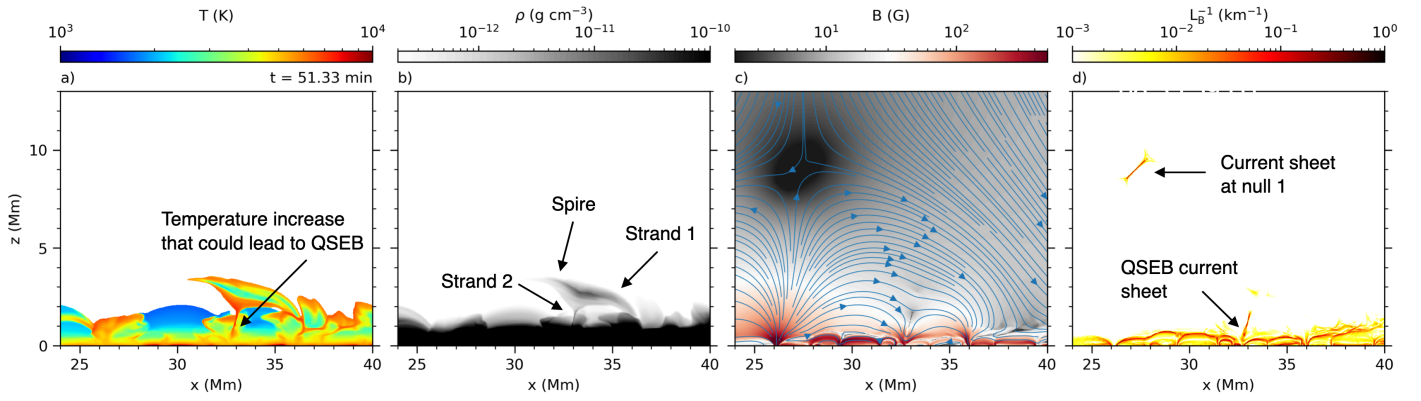 T (K)
10³ 10⁴
a) t = 51.33 min
Temperature increase
that could lead to QSEB
z (Mm)
10
5
0
25 30 35 40
x (Mm)
ρ (g cm⁻³)
10⁻¹² 10⁻¹¹ 10⁻¹⁰
b)
Spire
Strand 1
Strand 2
25 30 35 40
x (Mm)
B (G)
10¹ 10²
c)
25 30 35 40
x (Mm)
L_B⁻¹ (km⁻¹)
10⁻³ 10⁻² 10⁻¹ 10⁰
d)
Current sheet
at null 1
QSEB current
sheet
25 30 35 40
x (Mm)